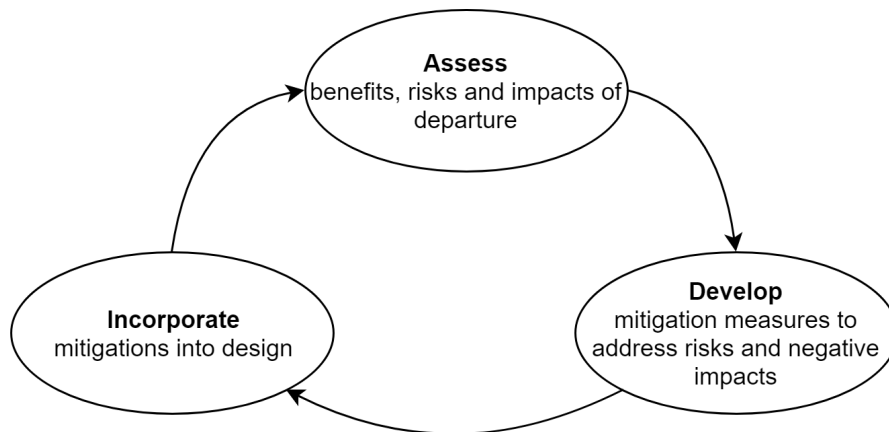 Assess
benefits, risks and impacts of
departure
Incorporate
mitigations into design
Develop
mitigation measures to
address risks and negative
impacts